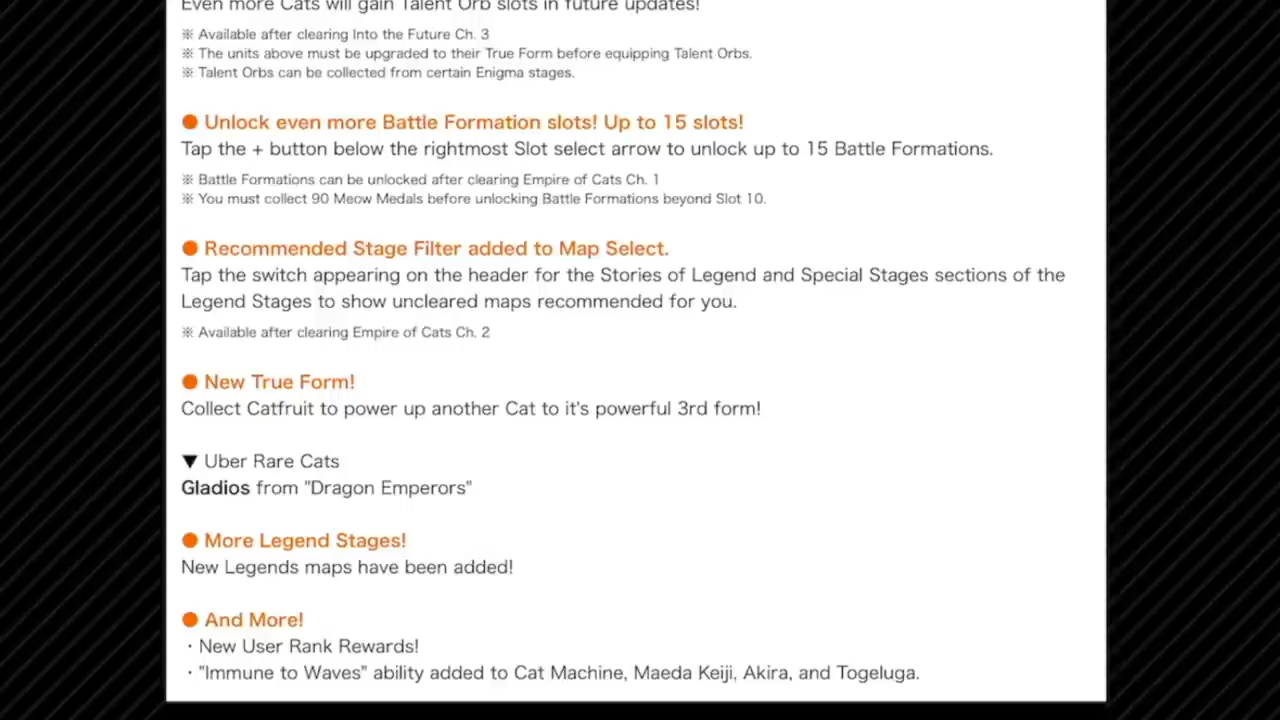 Even more Cats will gain Talent Orb slots in future updates!
※ Available after clearing Into the Future Ch. 3
※ The units above must be upgraded to their True Form before equipping Talent Orbs.
※ Talent Orbs can be collected from certain Enigma stages.
● Unlock even more Battle Formation slots! Up to 15 slots!
Tap the + button below the rightmost Slot select arrow to unlock up to 15 Battle Formations.
※ Battle Formations can be unlocked after clearing Empire of Cats Ch. 1
※ You must collect 90 Meow Medals before unlocking Battle Formations beyond Slot 10.
● Recommended Stage Filter added to Map Select.
Tap the switch appearing on the header for the Stories of Legend and Special Stages sections of the
Legend Stages to show uncleared maps recommended for you.
※ Available after clearing Empire of Cats Ch. 2
● New True Form!
Collect Catfruit to power up another Cat to it's powerful 3rd form!
▼ Uber Rare Cats
Gladios from "Dragon Emperors"
● More Legend Stages!
New Legends maps have been added!
● And More!
・New User Rank Rewards!
・"Immune to Waves" ability added to Cat Machine, Maeda Keiji, Akira, and Togeluga.